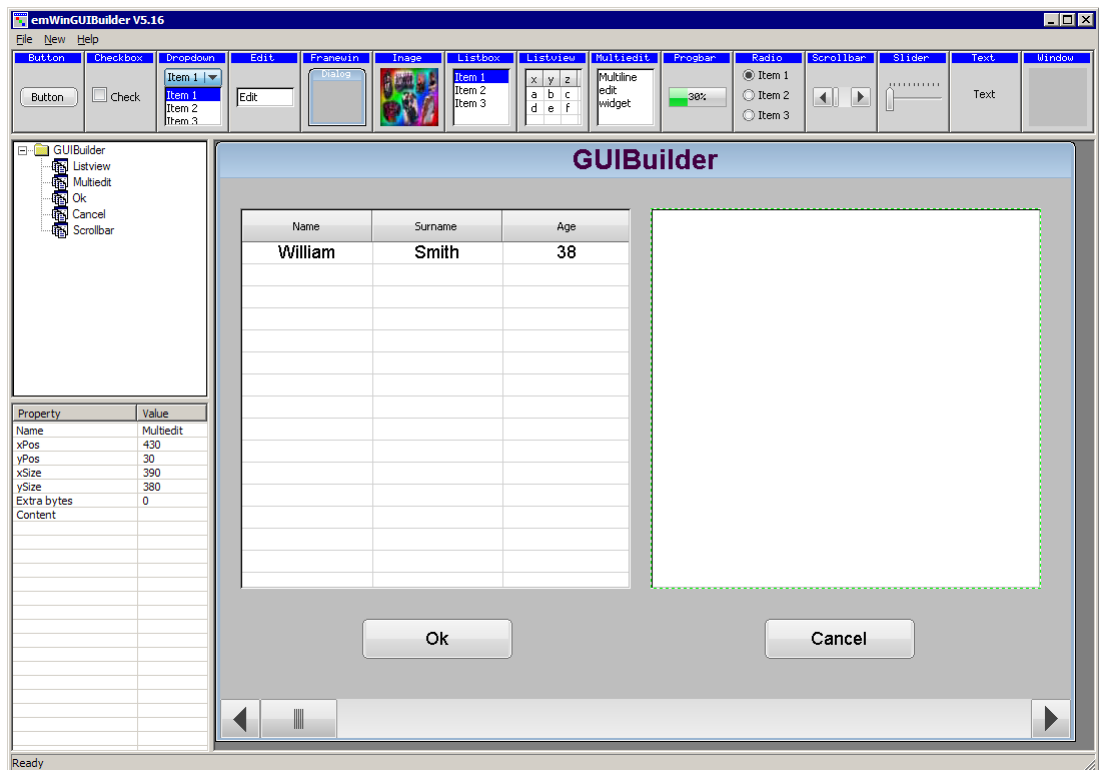 emWinGUIBuilder V5.16
File New Help
Button Checkbox Dropdown Edit Framewin Image Listbox Listview Multiedit Progbar Radio Scrollbar Slider Text Window
Button
Check
Item 1
Item 1
Item 2
Item 3
Edit
Dialog
Item 1
Item 2
Item 3
x y z
a b c
d e f
Multiline
edit
widget
30%
Item 1
Item 2
Item 3
Text
GUIBuilder
Listview
Multiedit
Ok
Cancel
Scrollbar
Property Value
Name Multiedit
xPos 430
yPos 30
xSize 390
ySize 380
Extra bytes 0
Content
GUIBuilder
Name Surname Age
William Smith 38
Ok Cancel
Ready